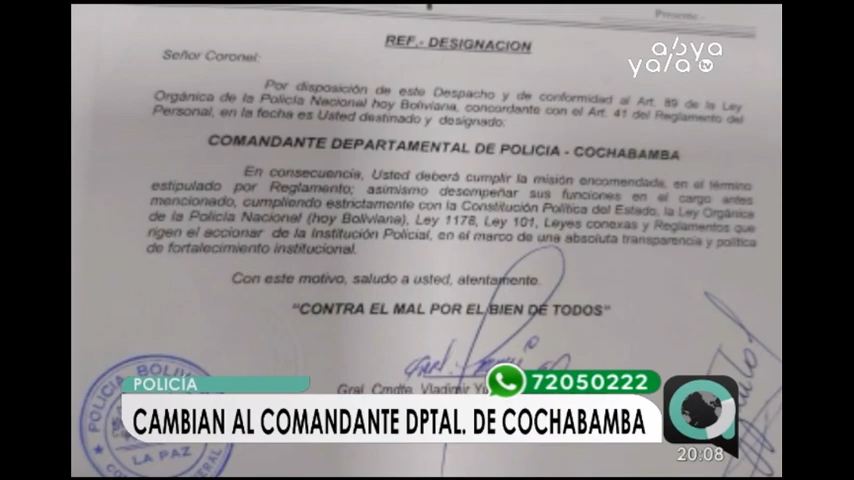 Presente.-
REF.- DESIGNACION
abya
yala tv
Señor Coronel:
Por disposición de este Despacho y de conformidad al Art. 89 de la Ley
Orgánica de la Policía Nacional hoy Boliviana, concordante con el Art. 41 del Reglamento del
Personal, en la fecha es Usted destinado y designado:
COMANDANTE DEPARTAMENTAL DE POLICIA - COCHABAMBA
En consecuencia, Usted deberá cumplir la misión encomendada, en el término
estipulado por Reglamento; asimismo desempeñar sus funciones en el cargo antes
mencionado, cumpliendo estrictamente con la Constitución Política del Estado, la Ley Orgánica
de la Policía Nacional (hoy Boliviana), Ley 1178, Ley 101, Leyes conexas y Reglamentos que
rigen el accionar de la Institución Policial, en el marco de una absoluta transparencia y política
de fortalecimiento institucional.
Con este motivo, saludo a usted, atentamente.
"CONTRA EL MAL POR EL BIEN DE TODOS"
Gral. Cmdte. Vladimir
POLICIA BOLIV
LA PAZ
POLICÍA
72050222
CAMBIAN AL COMANDANTE DPTAL. DE COCHABAMBA
20:08